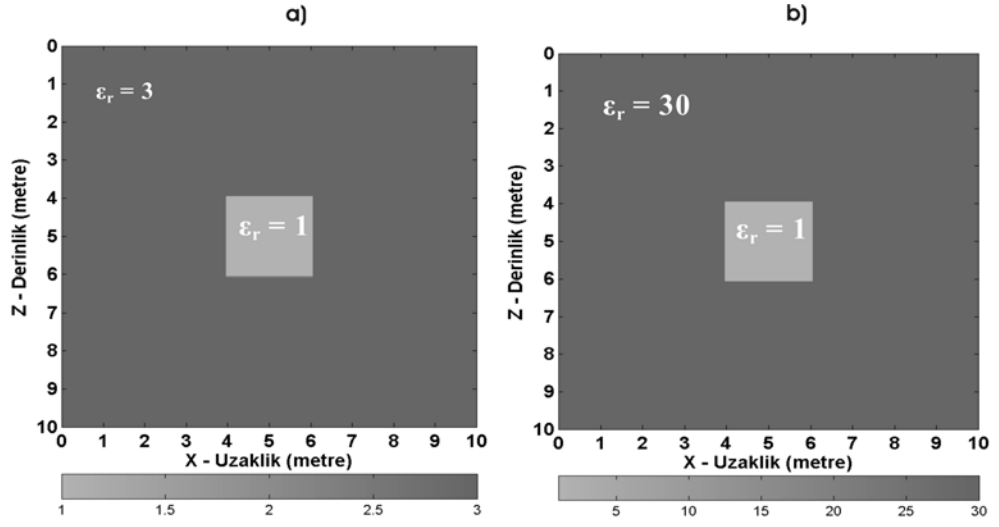 a)
0
1
2
3
4
5
6
7
8
9
10
Z - Derinlik (metre)
εr = 3
εr = 1
0 1 2 3 4 5 6 7 8 9 10
X - Uzaklik (metre)
1 1.5 2 2.5 3
b)
0
1
2
3
4
5
6
7
8
9
10
Z - Derinlik (metre)
εr = 30
εr = 1
0 1 2 3 4 5 6 7 8 9 10
X - Uzaklik (metre)
5 10 15 20 25 30